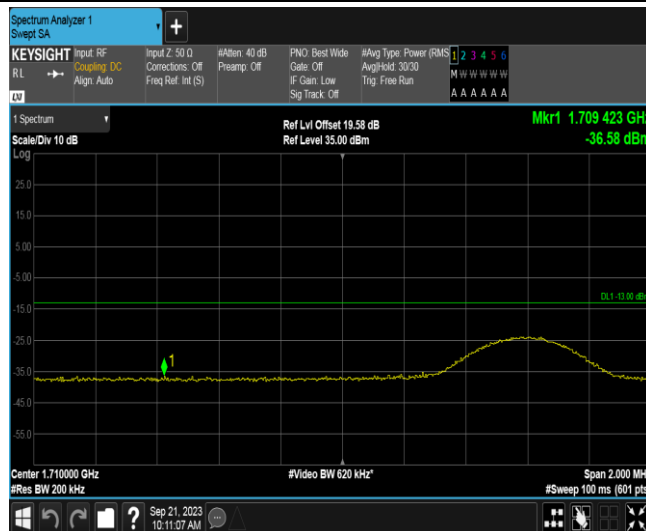 Spectrum Analyzer 1
Swept SA
+
KEYSIGHT
RL
Input: RF
Coupling: DC
Align: Auto
Input Z: 50 Ω
Corrections: Off
Freq Ref: Int (S)
#Atten: 40 dB
Preamp: Off
PNO: Best Wide
Gate: Off
IF Gain: Low
Sig Track: Off
#Avg Type: Power (RMS
Avg|Hold: 30/30
Trig: Free Run
1 2 3 4 5 6
M W W W W W
A A A A A A
1 Spectrum
Scale/Div 10 dB
Ref Lvl Offset 19.58 dB
Ref Level 35.00 dBm
Mkr1 1.709 423 GH
-36.58 dBm
Log
25.0
15.0
5.00
-5.00
-15.0
-25.0
-35.0
-45.0
-55.0
DL1 -13.00 dB
1
Center 1.710000 GHz
#Res BW 200 kHz
#Video BW 620 kHz*
Span 2.000 MH
#Sweep 100 ms (601 pts
?
Sep 21, 2023
10:11:07 AM